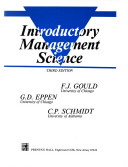 Introductory
Management
Science
THIRD EDITION
F.J. GOULD
University of Chicago
G.D. EPPEN
University of Chicago
C.P. SCHMIDT
University of Alabama
PRENTICE HALL, Englewood Cliffs, New Jersey 07632